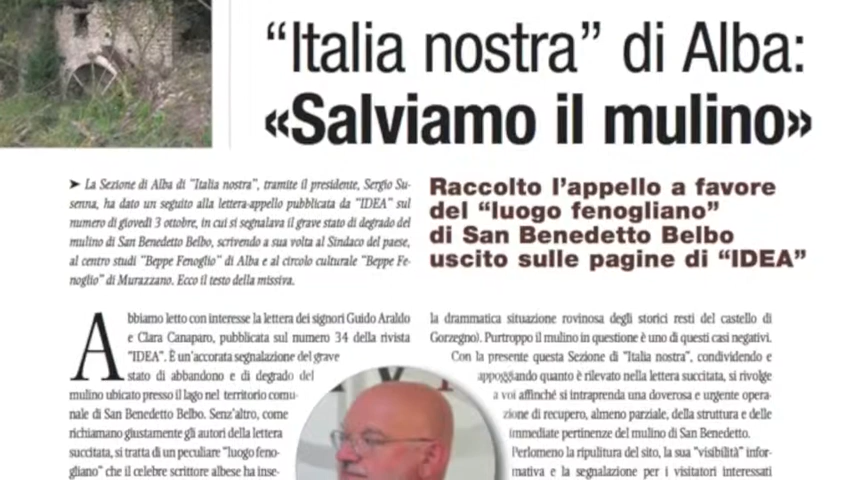 “Italia nostra” di Alba:
«Salviamo il mulino»
➤ La Sezione di Alba di “Italia nostra”, tramite il presidente, Sergio Su-
senna, ha dato un seguito alla lettera-appello pubblicata da “IDEA” sul
numero di giovedì 3 ottobre, in cui si segnalava il grave stato di degrado del
mulino di San Benedetto Belbo, scrivendo a sua volta al Sindaco del paese,
al centro studi “Beppe Fenoglio” di Alba e al circolo culturale “Beppe Fe-
noglio” di Murazzano. Ecco il testo della missiva.
Raccolto l’appello a favore
del “luogo fenogliano”
di San Benedetto Belbo
uscito sulle pagine di “IDEA”
Abbiamo letto con interesse la lettera dei signori Guido Araldo
e Clara Canaparo, pubblicata sul numero 34 della rivista
“IDEA”. È un’accorata segnalazione del grave
stato di abbandono e di degrado del
mulino ubicato presso il lago nel territorio comu-
nale di San Benedetto Belbo. Senz’altro, come
richiamano giustamente gli autori della lettera
succitata, si tratta di un peculiare “luogo feno-
gliano” che il celebre scrittore albese ha inse-
la drammatica situazione rovinosa degli storici resti del castello di
Gorzegno). Purtroppo il mulino in questione è uno di questi casi negativi.
Con la presente questa Sezione di “Italia nostra”, condividendo e
appoggiando quanto è rilevato nella lettera succitata, si rivolge
a voi affinché si intraprenda una doverosa e urgente opera-
zione di recupero, almeno parziale, della struttura e delle
immediate pertinenze del mulino di San Benedetto.
Perlomeno la ripulitura del sito, la sua “visibilità” infor-
mativa e la segnalazione per i visitatori interessati